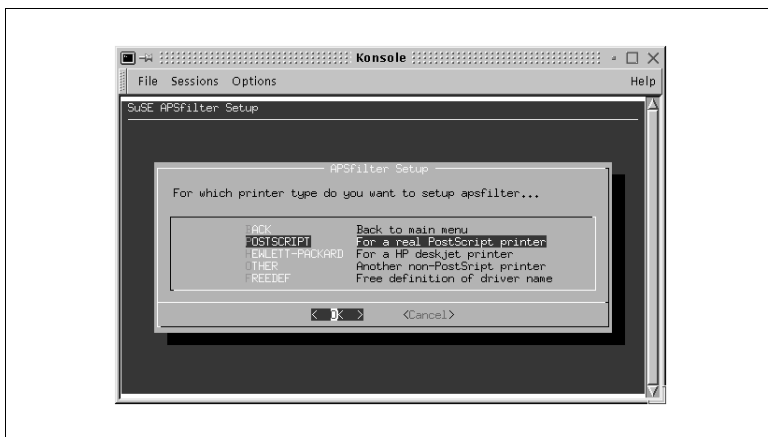 Konsole
File Sessions Options Help
SuSE APSfilter Setup
APSfilter Setup
For which printer type do you want to setup apsfilter...
BACK Back to main menu
POSTSCRIPT For a real PostScript printer
HEWLETT-PACKARD For a HP deskjet printer
OTHER Another non-PostSript printer
FREEDEF Free definition of driver name
< OK > <Cancel>